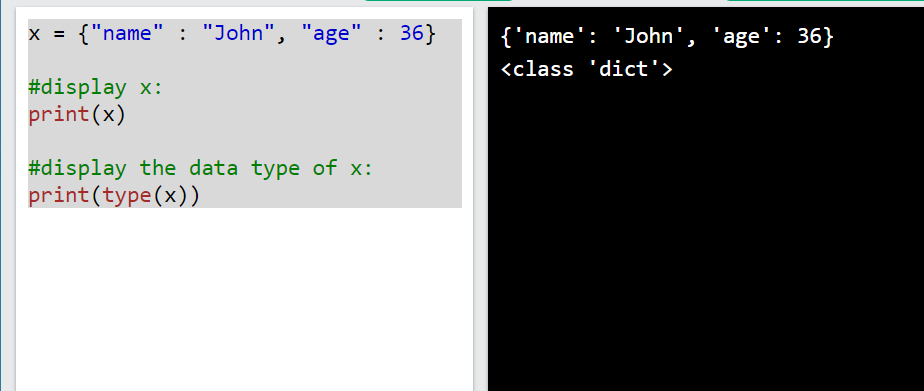 x = {"name" : "John", "age" : 36}
#display x:
print(x)
#display the data type of x:
print(type(x))
{'name': 'John', 'age': 36}
<class 'dict'>